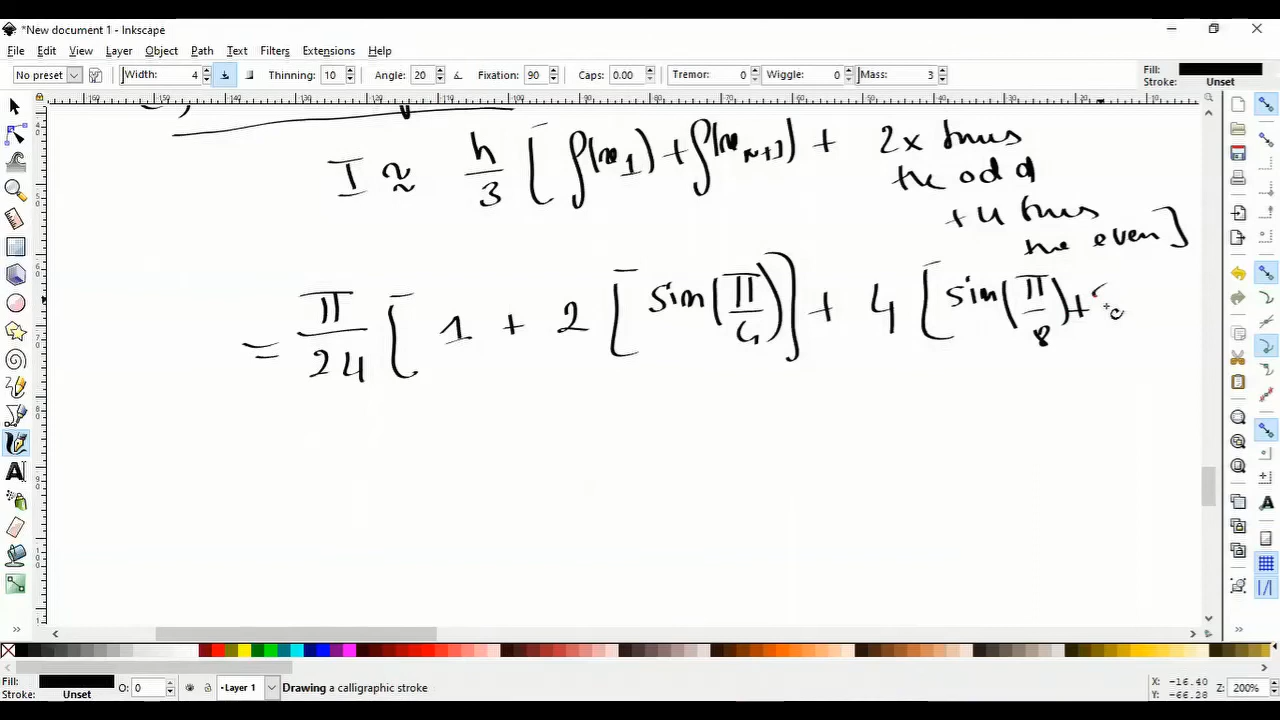 *New document 1 - Inkscape
File Edit View Layer Object Path Text Filters Extensions Help
No preset Width: 4 Thinning: 10 Angle: 20 Fixation: 90 Caps: 0.00 Tremor: 0 Wiggle: 0 Mass: 3 Fill: Stroke: Unset
I ≈ h/3 [ f(x₁) + f(xₙ₊₁) + 2x thus
the odd
+ 4 thus
the even ]
= π/24 [ 1 + 2 [ sin(π/4) ] + 4 [ sin(π/8) +
Fill: Stroke: Unset O: 0 Layer 1 Drawing a calligraphic stroke X: -16.40 Y: -66.28 Z: 200%